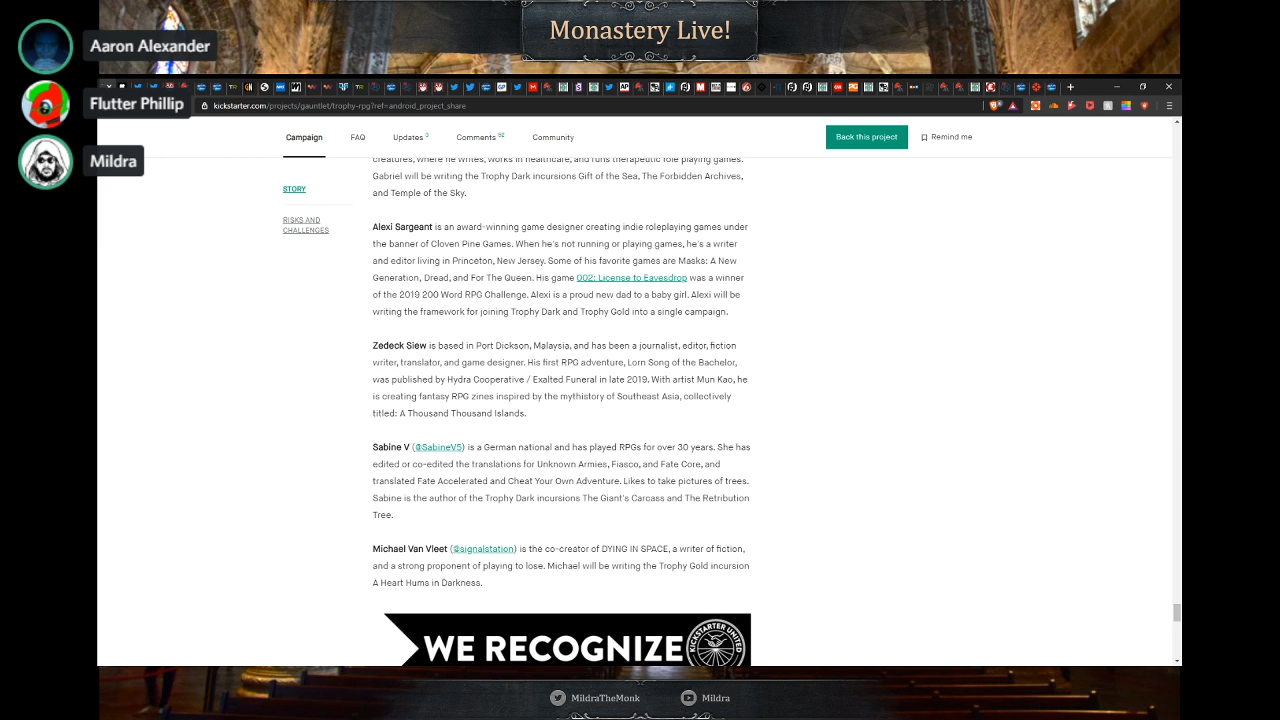 Monastery Live!
Aaron Alexander
Flutter Phillip
Mildra
kickstarter.com/projects/gauntlet/trophy-rpg?ref=android_project_share
Campaign FAQ Updates 3 Comments 52 Community Back this project Remind me
STORY
RISKS AND
CHALLENGES
creatures, where he writes, works in healthcare, and runs therapeutic role playing games.
Gabriel will be writing the Trophy Dark incursions Gift of the Sea, The Forbidden Archives,
and Temple of the Sky.
Alexi Sargeant is an award-winning game designer creating indie roleplaying games under
the banner of Cloven Pine Games. When he's not running or playing games, he's a writer
and editor living in Princeton, New Jersey. Some of his favorite games are Masks: A New
Generation, Dread, and For The Queen. His game 002: License to Eavesdrop was a winner
of the 2019 200 Word RPG Challenge. Alexi is a proud new dad to a baby girl. Alexi will be
writing the framework for joining Trophy Dark and Trophy Gold into a single campaign.
Zedeck Siew is based in Port Dickson, Malaysia, and has been a journalist, editor, fiction
writer, translator, and game designer. His first RPG adventure, Lorn Song of the Bachelor,
was published by Hydra Cooperative / Exalted Funeral in late 2019. With artist Mun Kao, he
is creating fantasy RPG zines inspired by the mythistory of Southeast Asia, collectively
titled: A Thousand Thousand Islands.
Sabine V (@SabineV5) is a German national and has played RPGs for over 30 years. She has
edited or co-edited the translations for Unknown Armies, Fiasco, and Fate Core, and
translated Fate Accelerated and Cheat Your Own Adventure. Likes to take pictures of trees.
Sabine is the author of the Trophy Dark incursions The Giant's Carcass and The Retribution
Tree.
Michael Van Vleet (@signalstation) is the co-creator of DYING IN SPACE, a writer of fiction,
and a strong proponent of playing to lose. Michael will be writing the Trophy Gold incursion
A Heart Hums in Darkness.
WE RECOGNIZE KICKSTARTER UNITED
MildraTheMonk Mildra